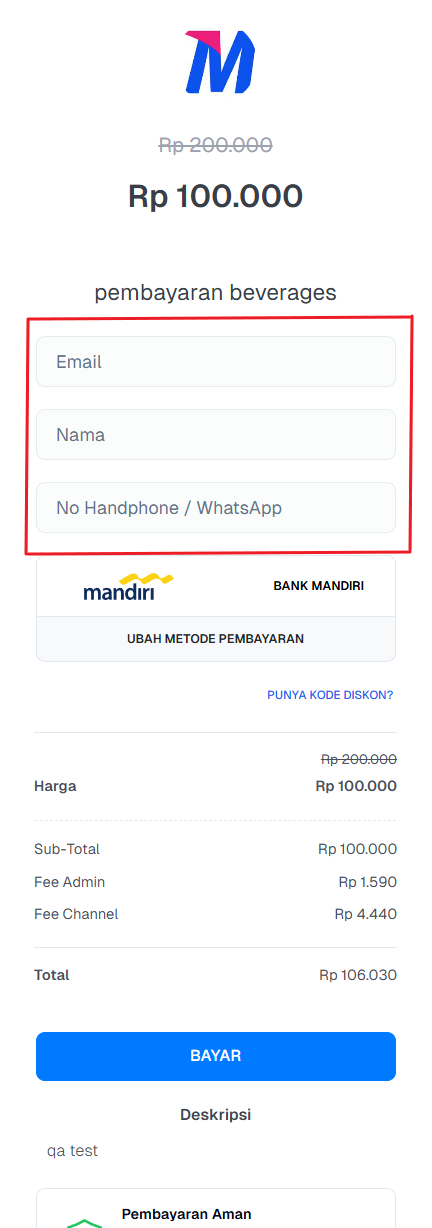 M
Rp 200.000
Rp 100.000
pembayaran beverages
Email
Nama
No Handphone / WhatsApp
mandırı BANK MANDIRI
UBAH METODE PEMBAYARAN
PUNYA KODE DISKON?
Rp 200.000
Harga Rp 100.000
Sub-Total Rp 100.000
Fee Admin Rp 1.590
Fee Channel Rp 4.440
Total Rp 106.030
BAYAR
Deskripsi
qa test
Pembayaran Aman